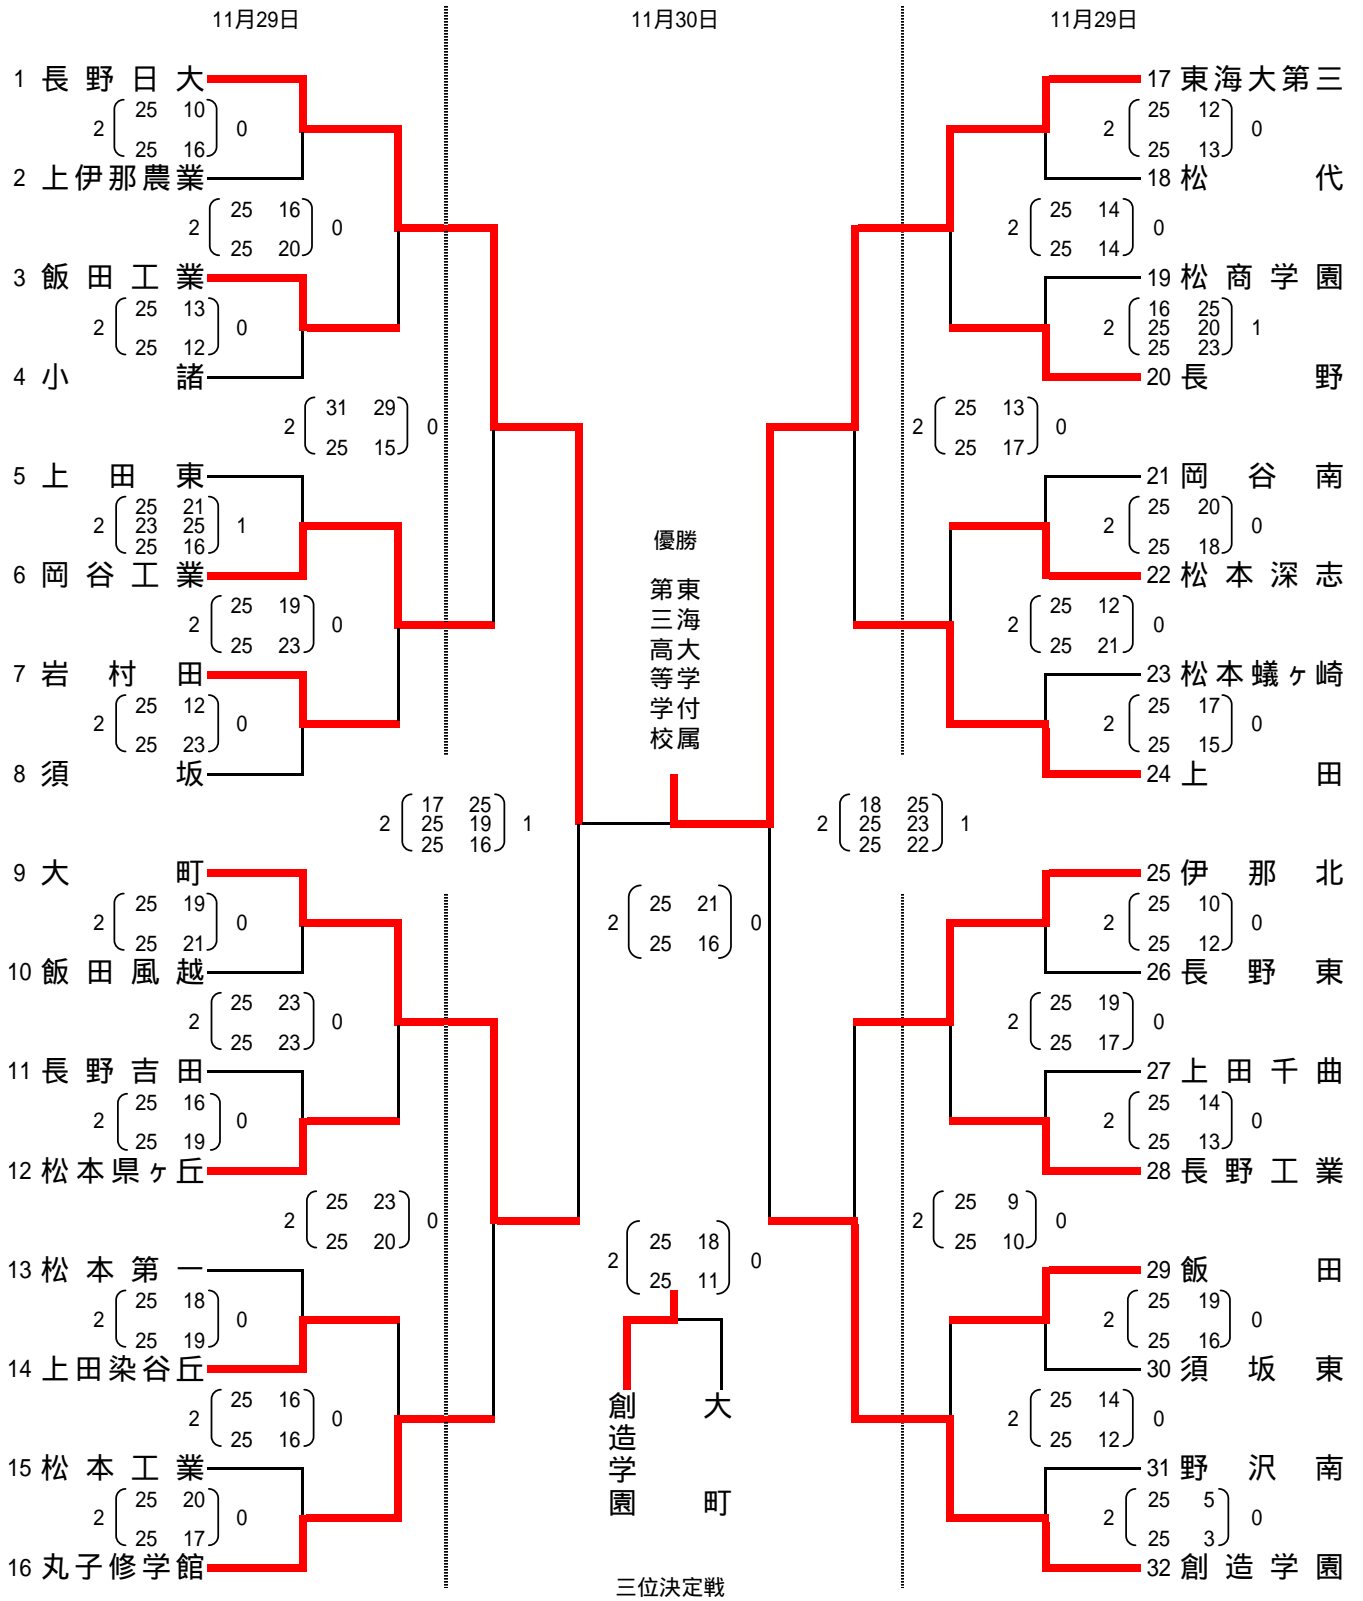 11月29日
11月30日
11月29日
1 長野日大
2 25 10 0
25 16
2 上伊那農業
2 25 16 0
25 20
3 飯田工業
2 25 13 0
25 12
4 小諸
2 31 29 0
25 15
5 上田東
25 21
2 23 25 1
25 16
6 岡谷工業
2 25 19 0
25 23
7 岩村田
2 25 12 0
25 23
8 須坂
17 25
2 25 19 1
25 16
9 大町
2 25 19 0
25 21
10 飯田風越
2 25 23 0
25 23
11 長野吉田
2 25 16 0
25 19
12 松本県ヶ丘
2 25 23 0
25 20
13 松本第一
2 25 18 0
25 19
14 上田染谷丘
2 25 16 0
25 16
15 松本工業
2 25 20 0
25 17
16 丸子修学館
優勝
東海大学付属
第三高等学校
2 25 21 0
25 16
2 25 18 0
25 11
創造学園
大町
三位決定戦
17 東海大第三
2 25 12 0
25 13
18 松代
2 25 14 0
25 14
19 松商学園
16 25
2 25 20 1
25 23
20 長野
2 25 13 0
25 17
21 岡谷南
2 25 20 0
25 18
22 松本深志
2 25 12 0
25 21
23 松本蟻ヶ崎
2 25 17 0
25 15
24 上田
18 25
2 25 23 1
25 22
25 伊那北
2 25 10 0
25 12
26 長野東
2 25 19 0
25 17
27 上田千曲
2 25 14 0
25 13
28 長野工業
2 25 9 0
25 10
29 飯田
2 25 19 0
25 16
30 須坂東
2 25 14 0
25 12
31 野沢南
2 25 5 0
25 3
32 創造学園